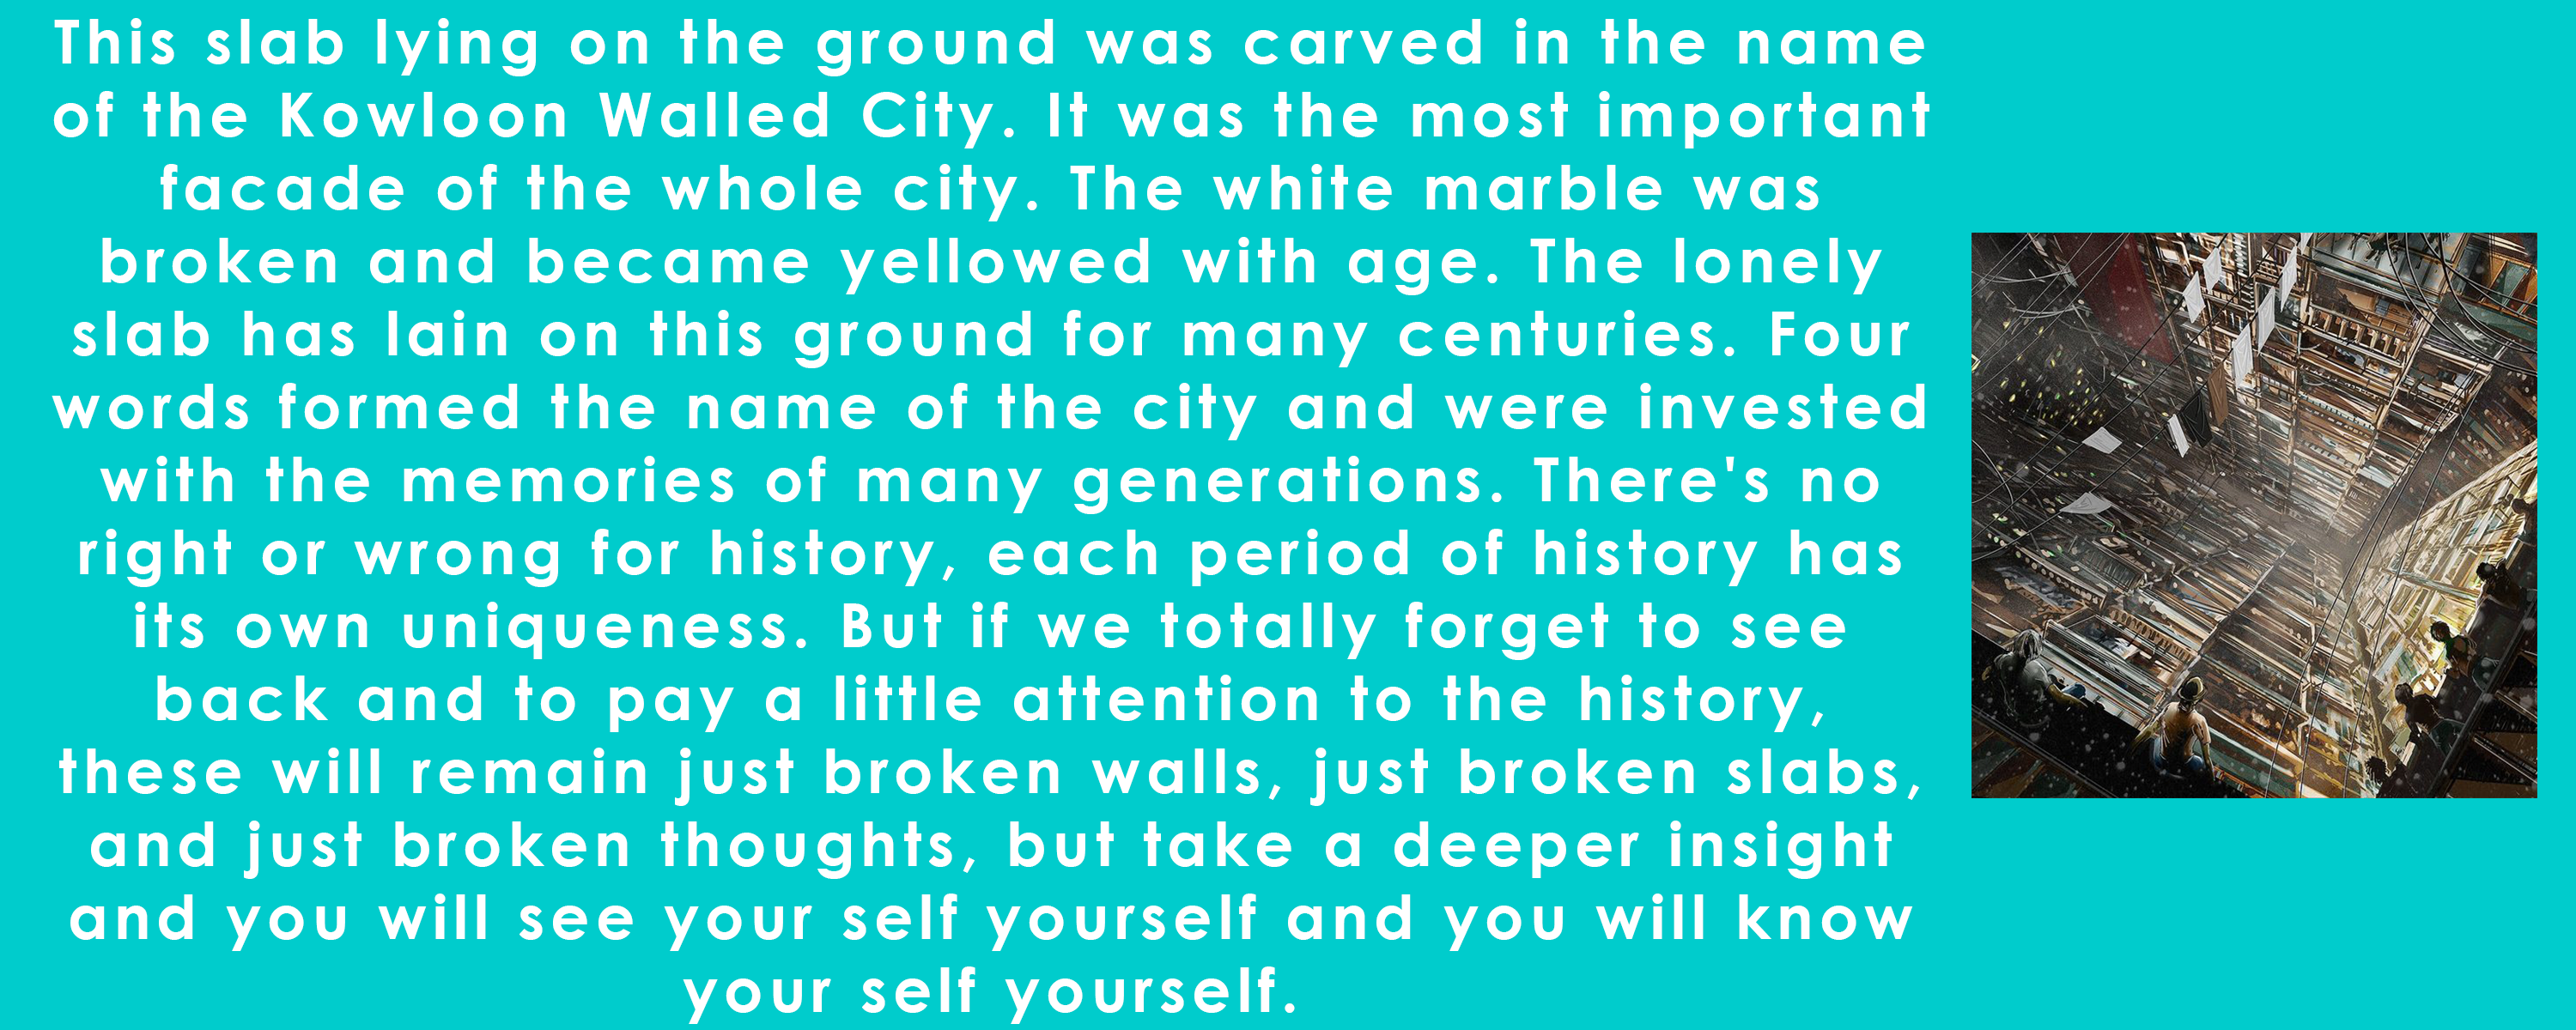 This slab lying on the ground was carved in the name
of the Kowloon Walled City. It was the most important
facade of the whole city. The white marble was
broken and became yellowed with age. The lonely
slab has lain on this ground for many centuries. Four
words formed the name of the city and were invested
with the memories of many generations. There's no
right or wrong for history, each period of history has
its own uniqueness. But if we totally forget to see
back and to pay a little attention to the history,
these will remain just broken walls, just broken slabs,
and just broken thoughts, but take a deeper insight
and you will see your self yourself and you will know
your self yourself.